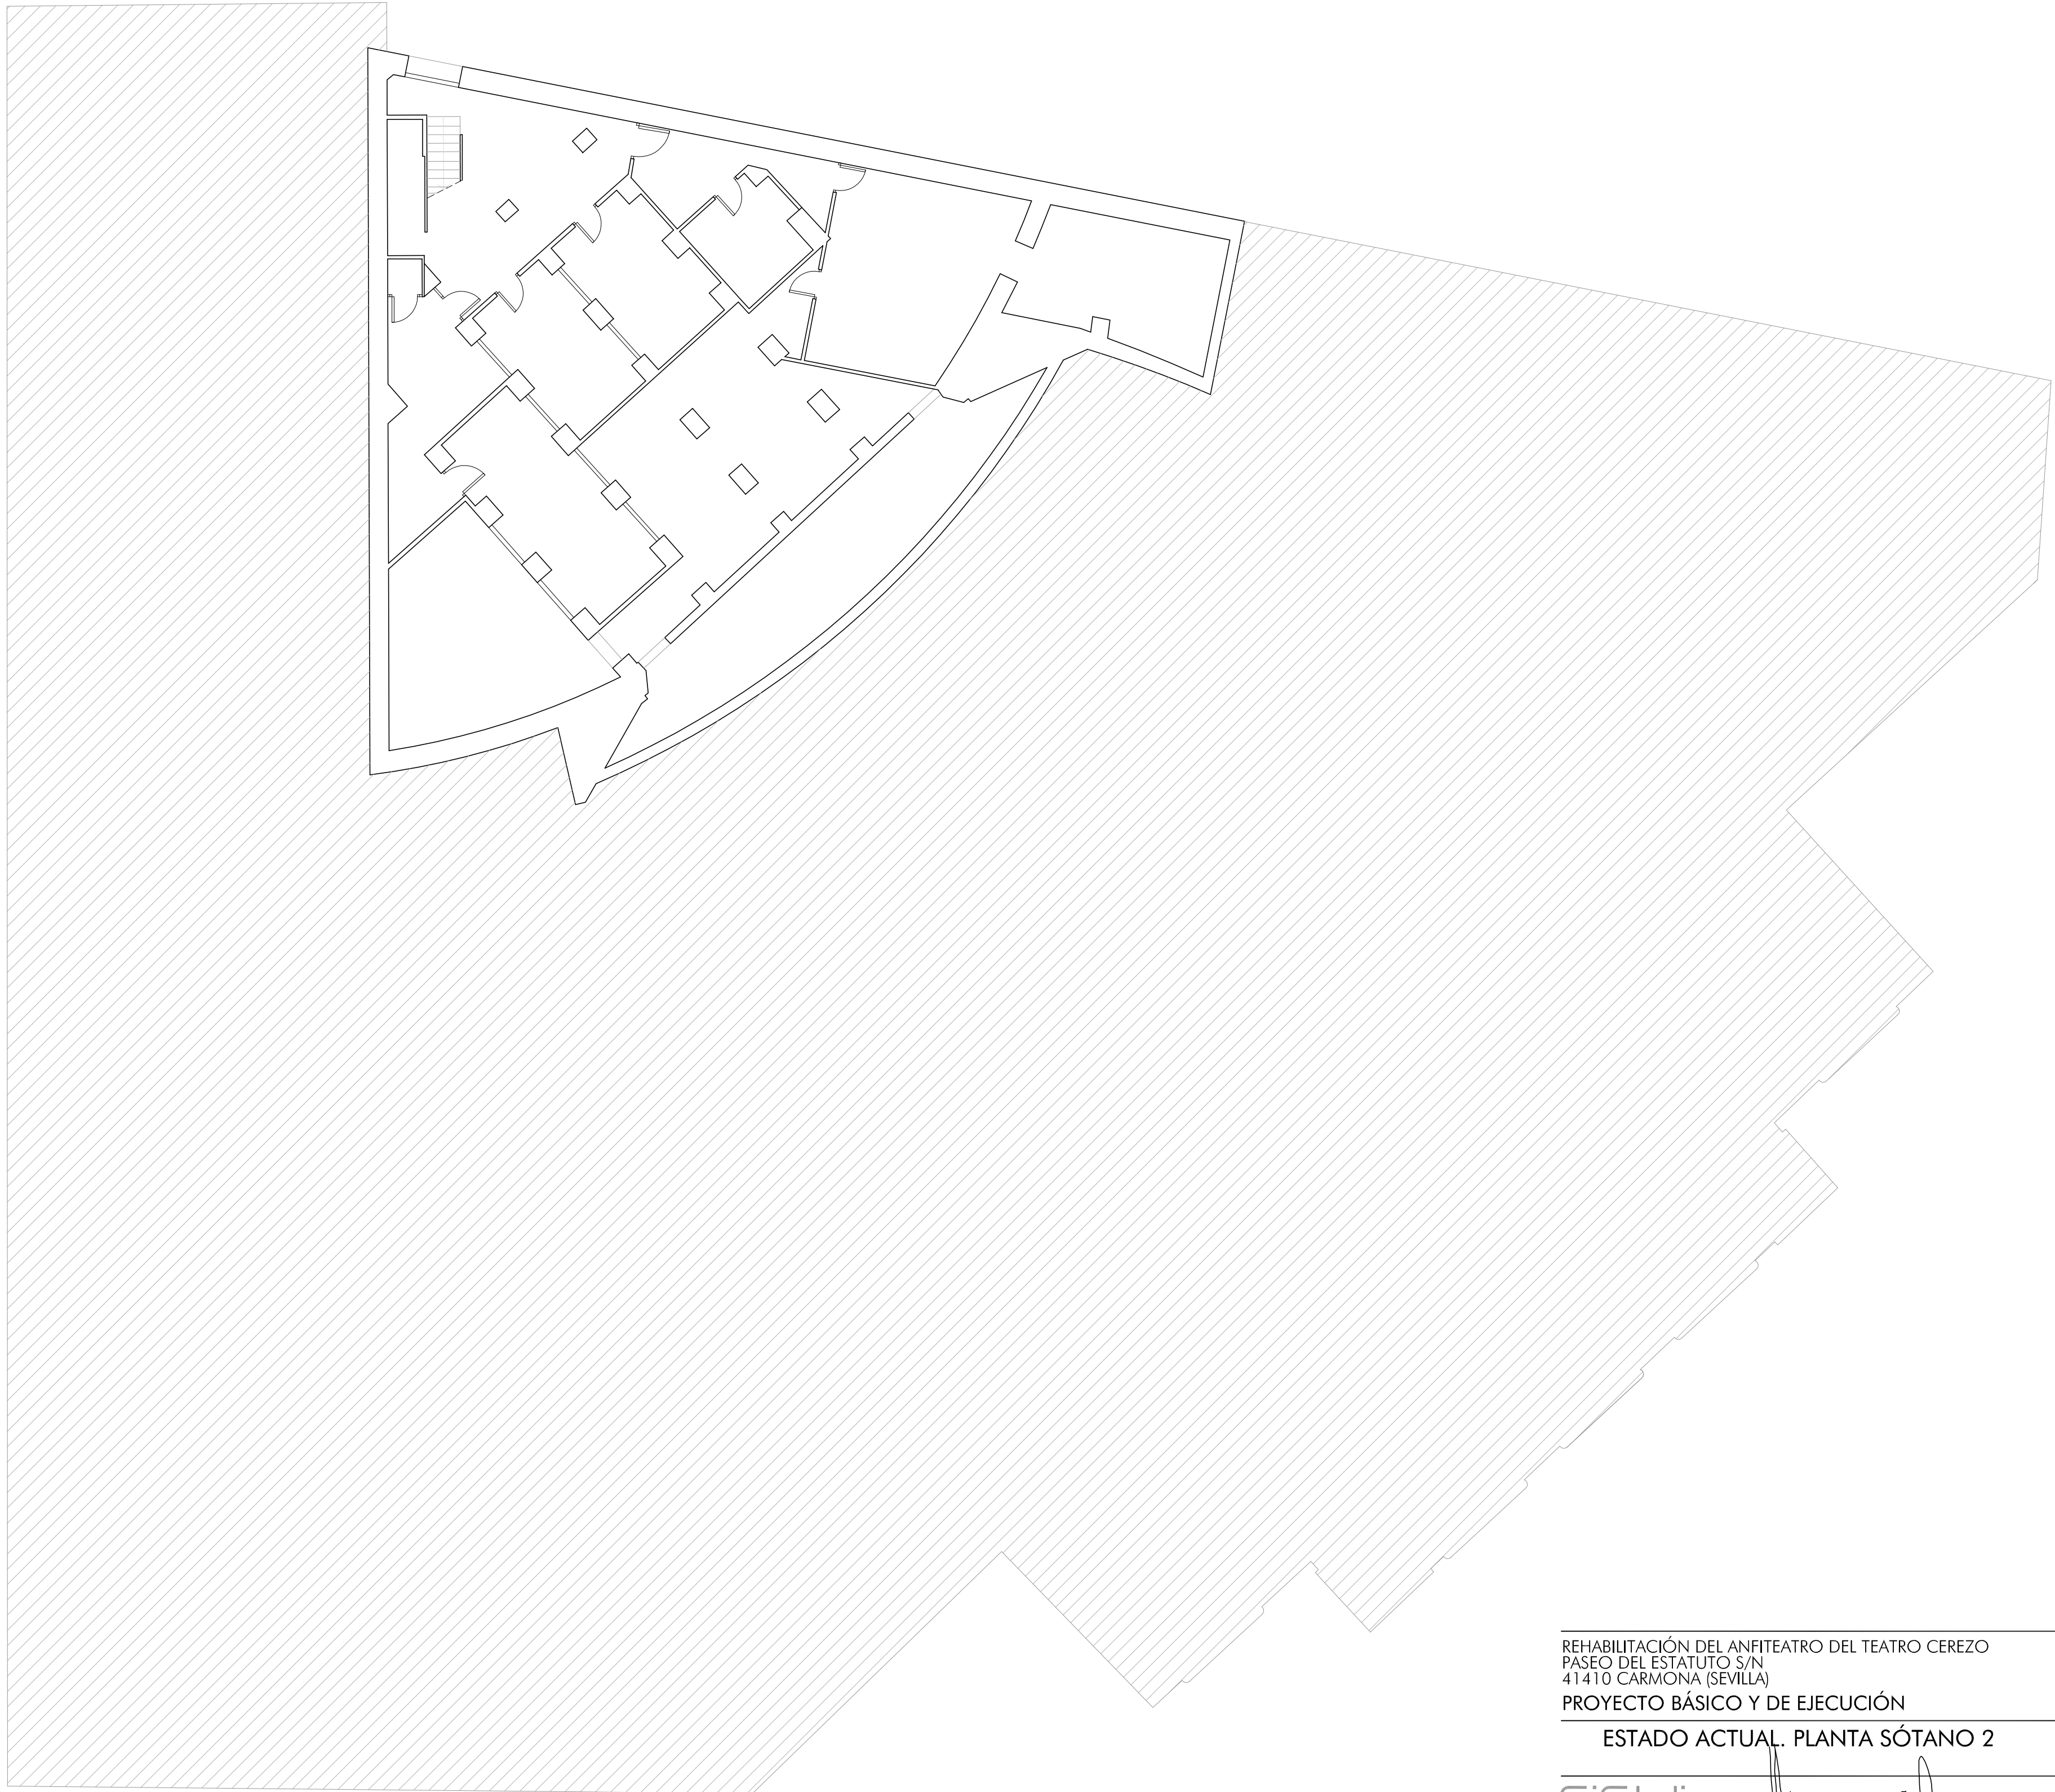 REHABILITACIÓN DEL ANFITEATRO DEL TEATRO CEREZO
PASEO DEL ESTATUTO S/N
41410 CARMONA (SEVILLA)
PROYECTO BÁSICO Y DE EJECUCIÓN
ESTADO ACTUAL. PLANTA SÓTANO 2